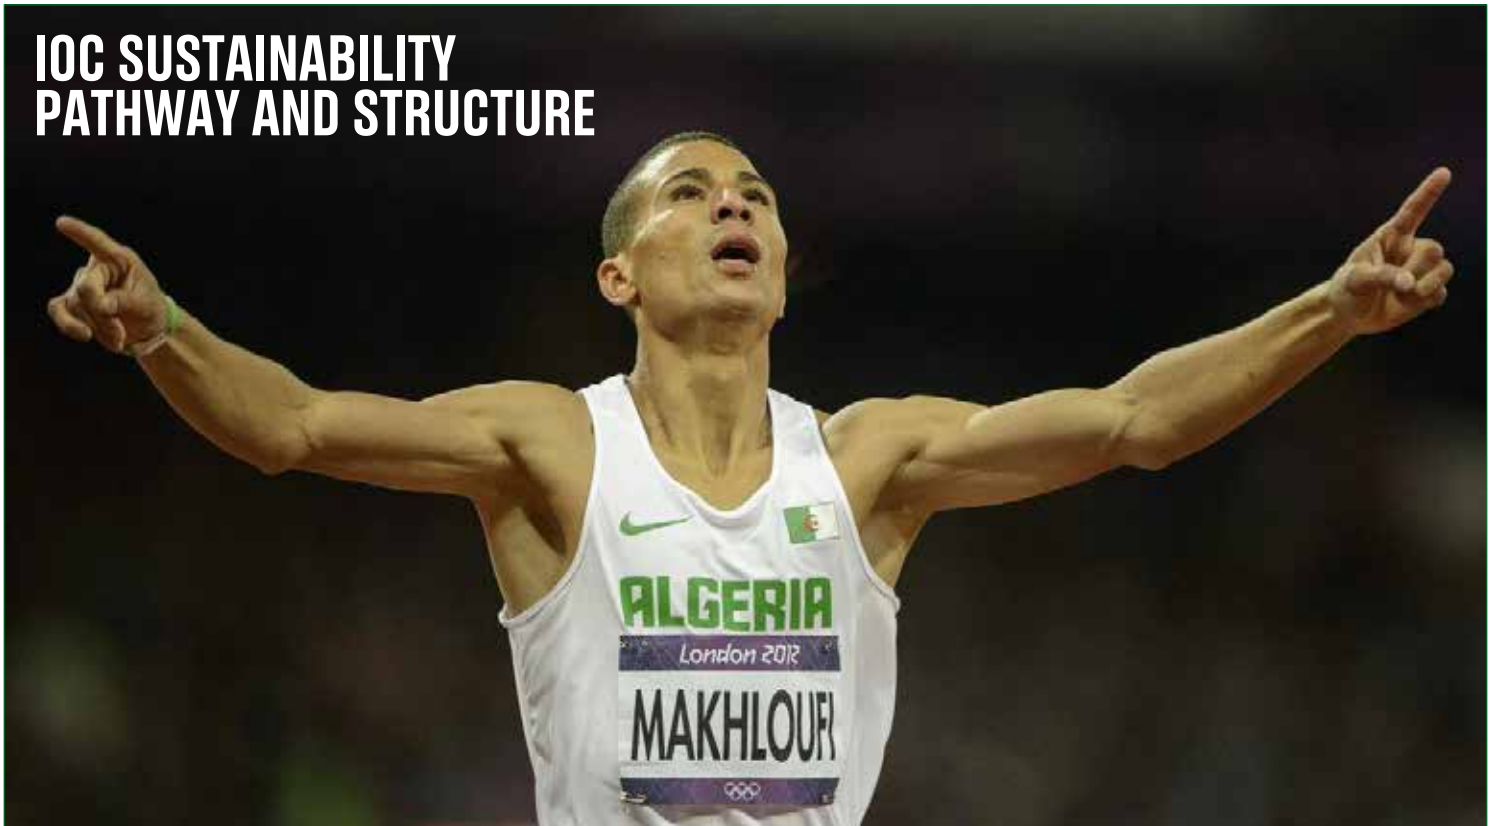 IOC SUSTAINABILITY
PATHWAY AND STRUCTURE
ALGERIA
London 2012
MAKHLOUFI